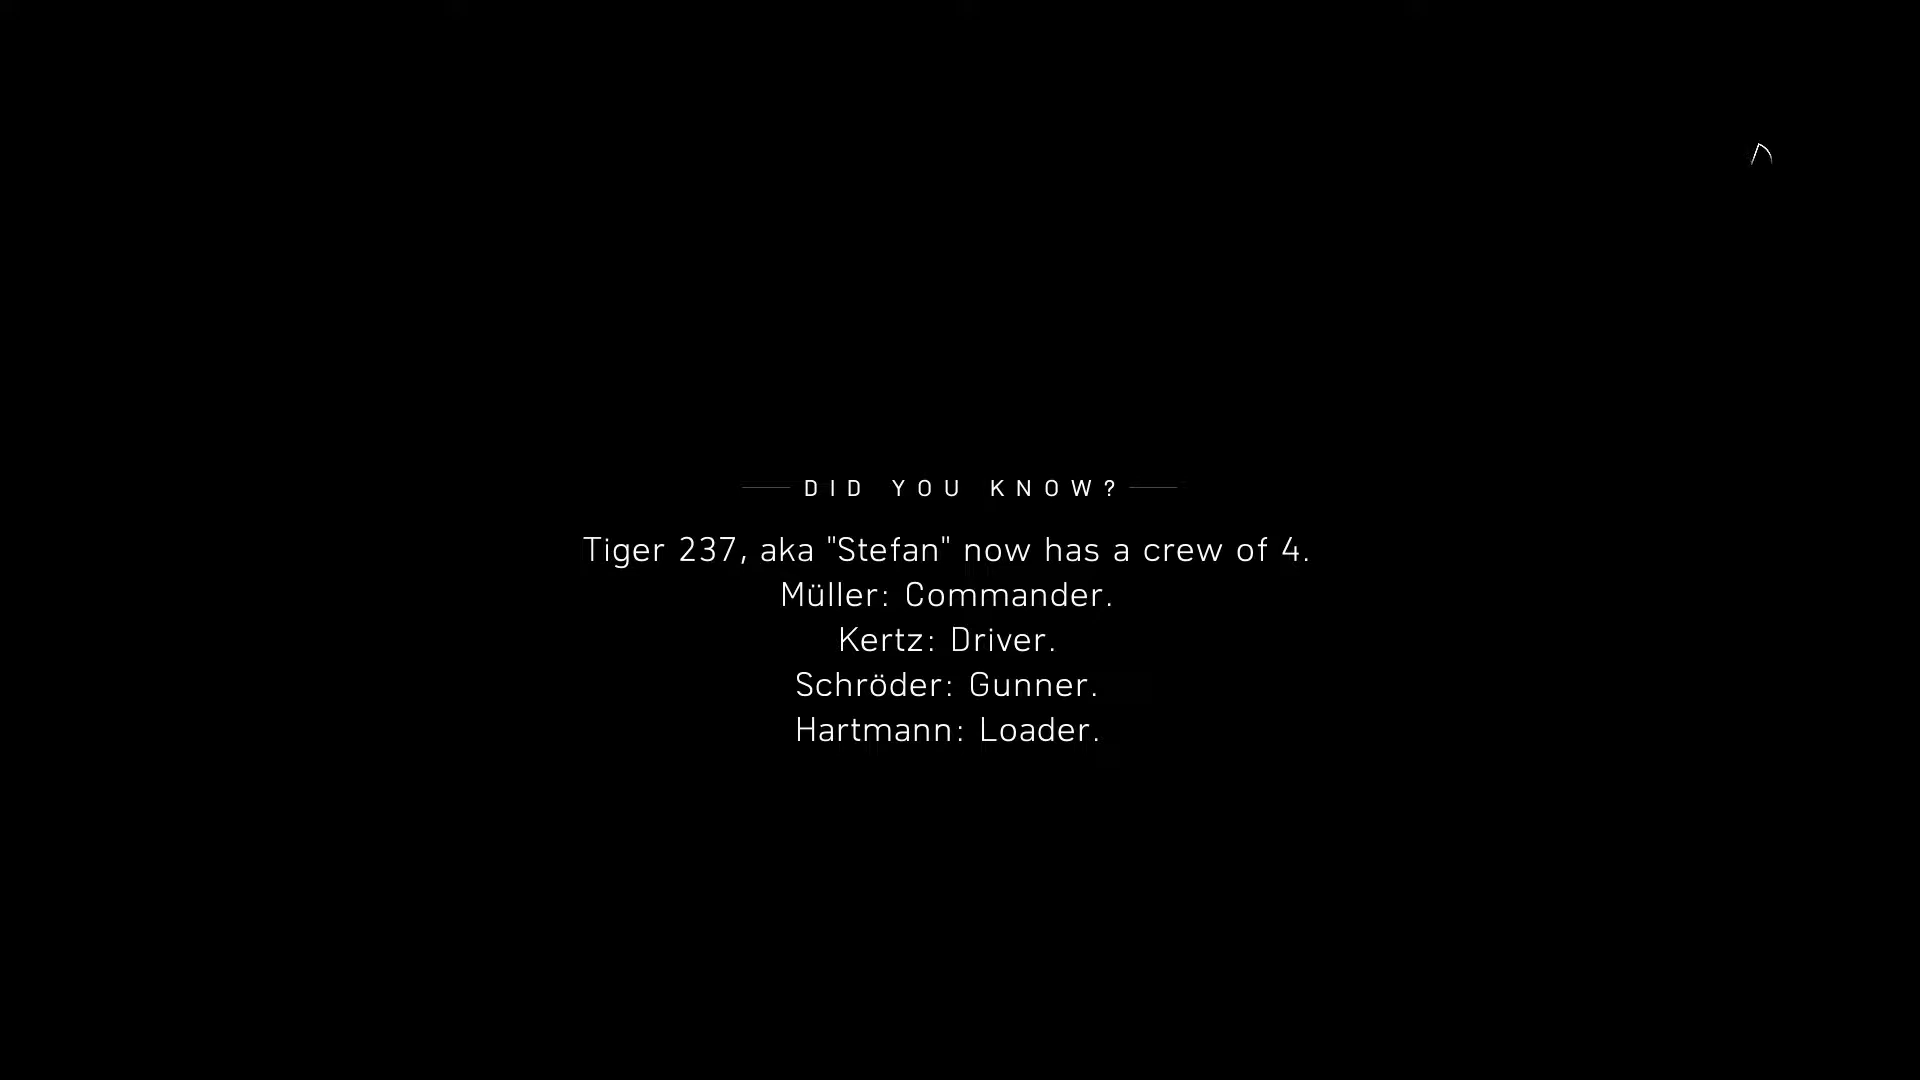 DID YOU KNOW?
Tiger 237, aka "Stefan" now has a crew of 4.
Müller: Commander.
Kertz: Driver.
Schröder: Gunner.
Hartmann: Loader.